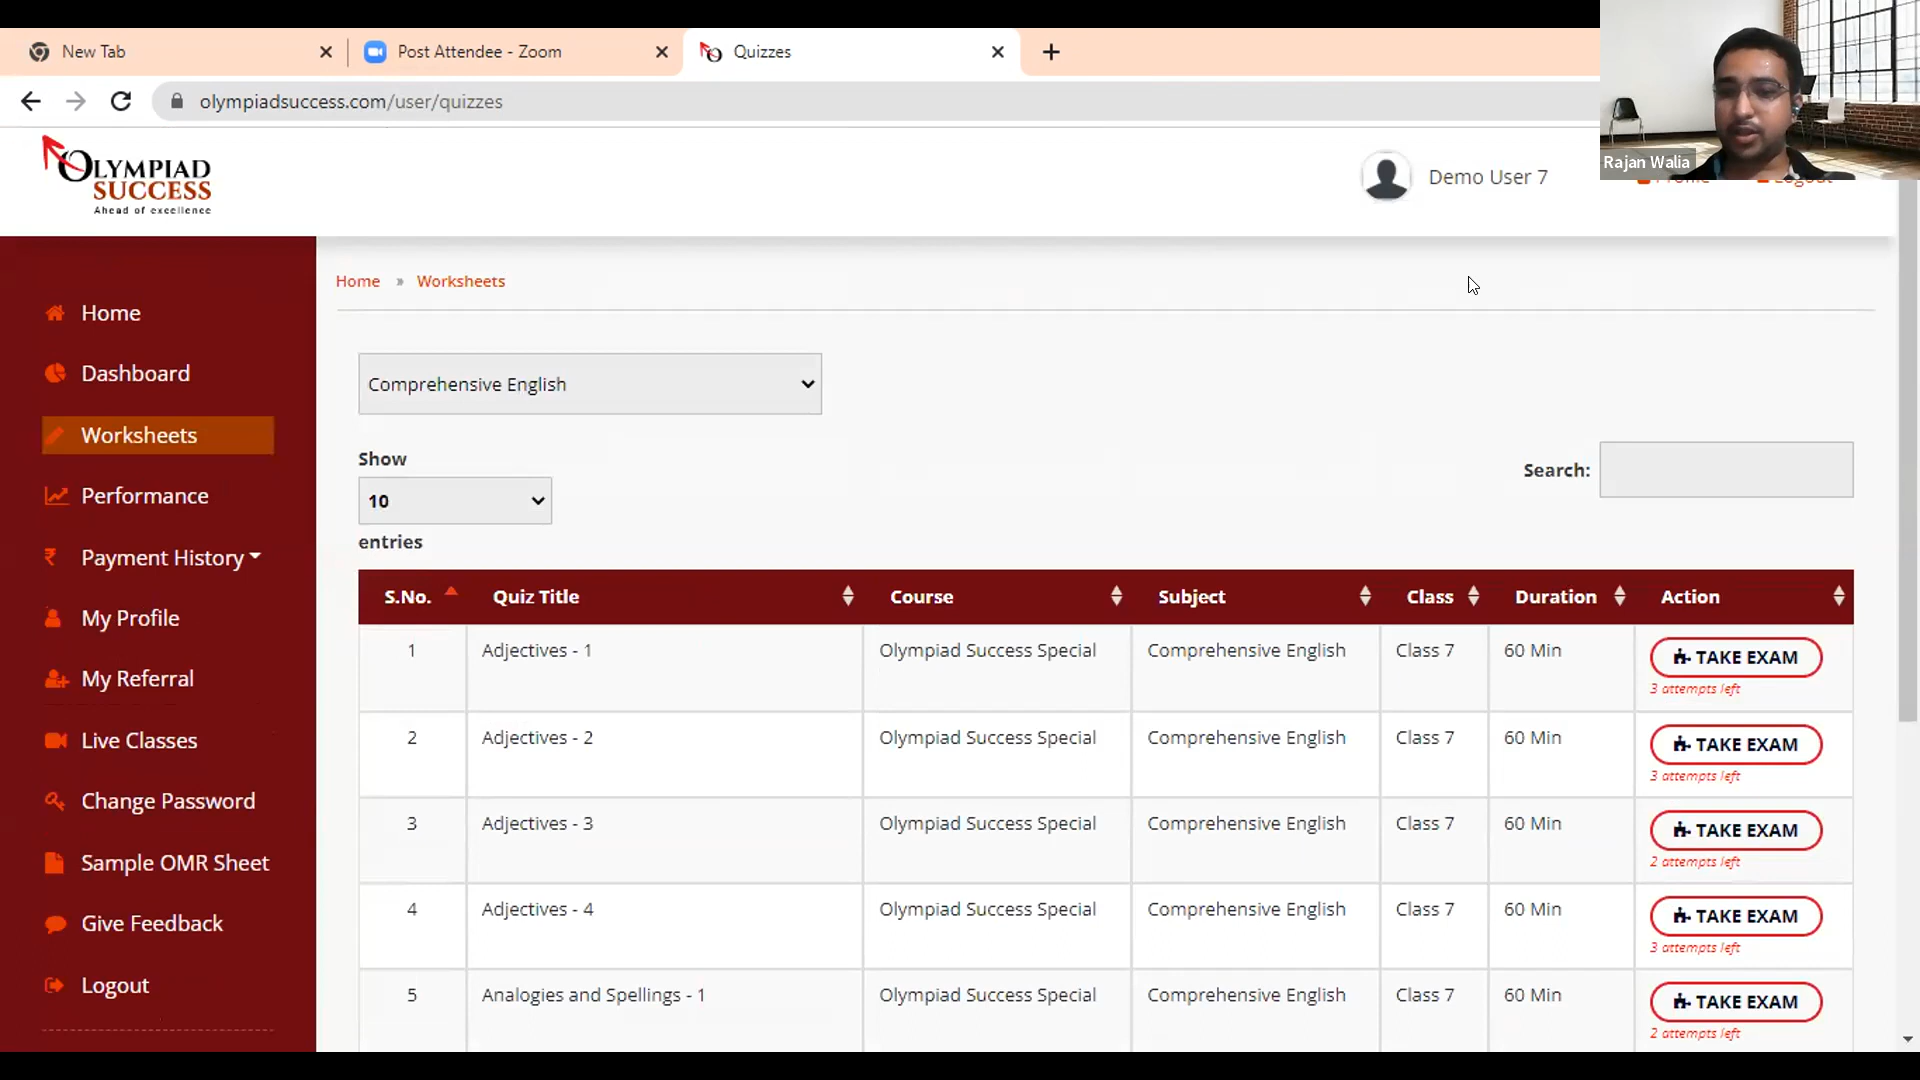 New Tab
Post Attendee - Zoom
Quizzes
olympiadsuccess.com/user/quizzes
Rajan Walia
OLYMPIAD
SUCCESS
Ahead of excellence
Demo User 7
Logout
Home » Worksheets
Home
Dashboard
Worksheets
Performance
Payment History
My Profile
My Referral
Live Classes
Change Password
Sample OMR Sheet
Give Feedback
Logout
Comprehensive English
Show
10
entries
Search:
S.No. Quiz Title Course Subject Class Duration Action
1 Adjectives - 1 Olympiad Success Special Comprehensive English Class 7 60 Min TAKE EXAM
3 attempts left
2 Adjectives - 2 Olympiad Success Special Comprehensive English Class 7 60 Min TAKE EXAM
3 attempts left
3 Adjectives - 3 Olympiad Success Special Comprehensive English Class 7 60 Min TAKE EXAM
2 attempts left
4 Adjectives - 4 Olympiad Success Special Comprehensive English Class 7 60 Min TAKE EXAM
3 attempts left
5 Analogies and Spellings - 1 Olympiad Success Special Comprehensive English Class 7 60 Min TAKE EXAM
2 attempts left